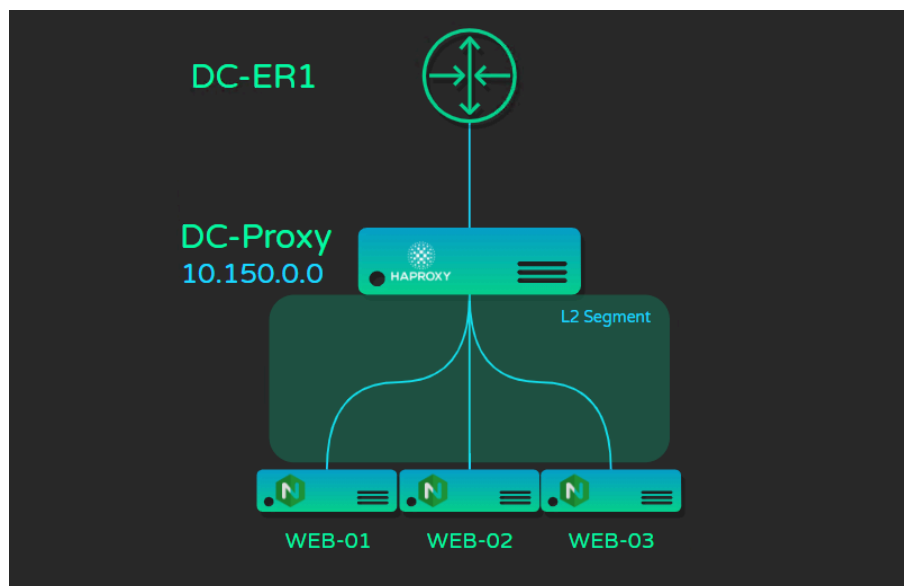 DC-ER1
DC-Proxy
10.150.0.0
HAPROXY
L2 Segment
N
N
N
WEB-01
WEB-02
WEB-03